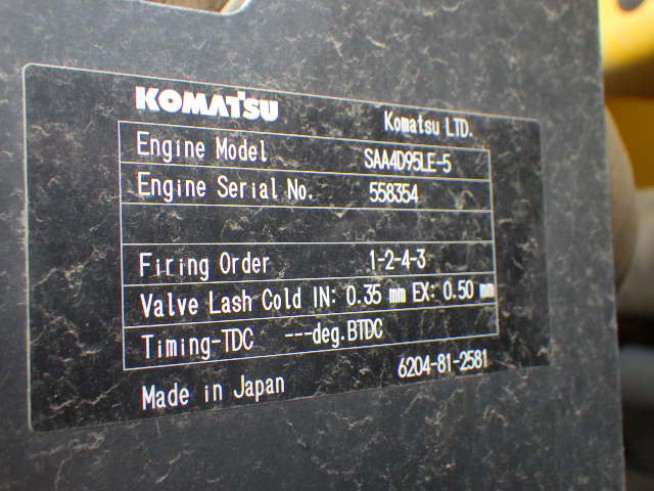 KOMATSU
Komatsu LTD.
Engine Model SAA4D95LE-5
Engine Serial No. 558354
Firing Order 1-2-4-3
Valve Lash Cold IN: 0.35 mm EX: 0.50 mm
Timing-TDC ---deg.BTDC
6204-81-2581
Made in Japan